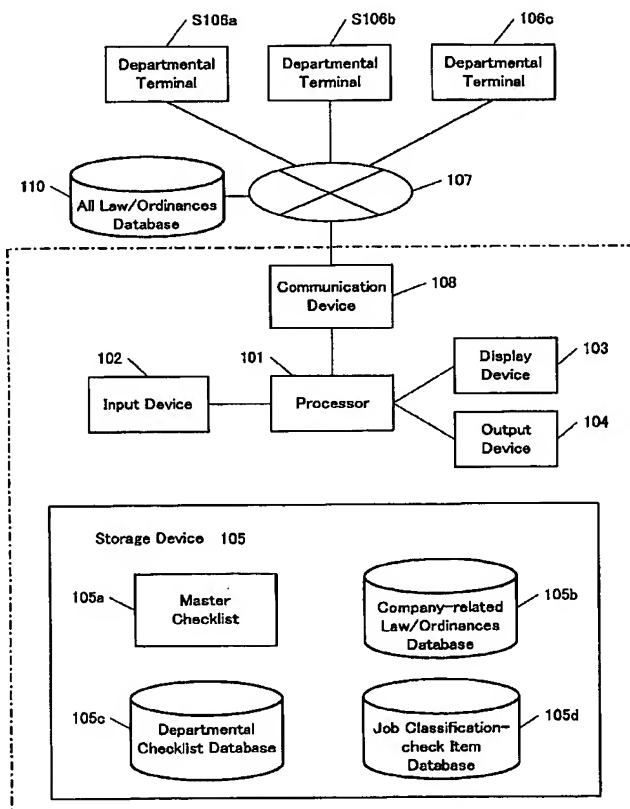 S106a
S106b
106c
Departmental
Terminal
Departmental
Terminal
Departmental
Terminal
110
All Law/Ordinances
Database
107
Communication
Device
108
102
101
Input Device
Processor
Display
Device
103
Output
Device
104
Storage Device 105
105a
Master
Checklist
Company-related
Law/Ordinances
Database
105b
105c
Departmental
Checklist Database
Job Classification-
check Item
Database
105d